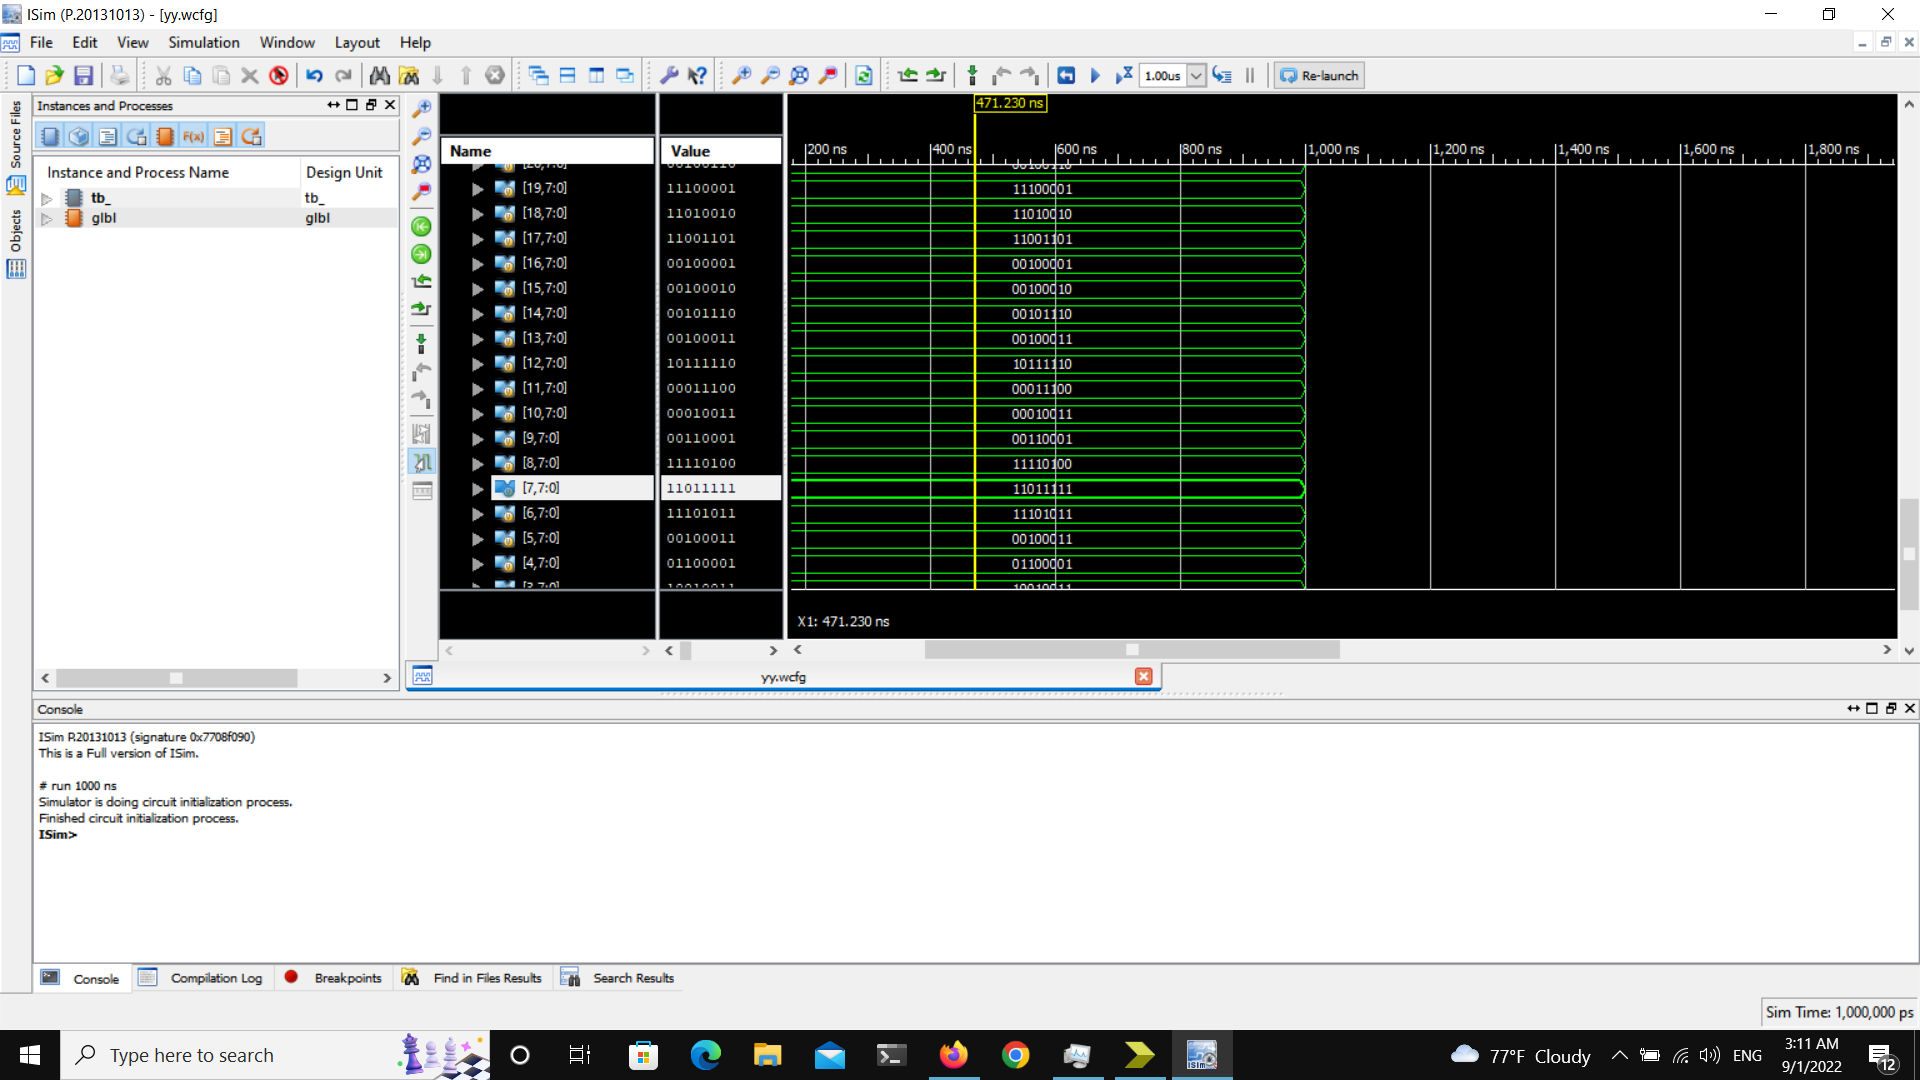 ISim (P.20131013) - [yy.wcfg]
File Edit View Simulation Window Layout Help
1.00us Re-launch
Source Files
Objects
Instances and Processes
Instance and Process Name Design Unit
tb_ tb_
glbl glbl
471.230 ns
Name Value
200 ns 400 ns 600 ns 800 ns 1,000 ns 1,200 ns 1,400 ns 1,600 ns 1,800 ns
[19,7:0] 11100001 11100001
[18,7:0] 11010010 11010010
[17,7:0] 11001101 11001101
[16,7:0] 00100001 00100001
[15,7:0] 00100010 00100010
[14,7:0] 00101110 00101110
[13,7:0] 00100011 00100011
[12,7:0] 10111110 10111110
[11,7:0] 00011100 00011100
[10,7:0] 00010011 00010011
[9,7:0] 00110001 00110001
[8,7:0] 11110100 11110100
[7,7:0] 11011111 11011111
[6,7:0] 11101011 11101011
[5,7:0] 00100011 00100011
[4,7:0] 01100001 01100001
X1: 471.230 ns
yy.wcfg
Console
ISim P.20131013 (signature 0x7708f090)
This is a Full version of ISim.
# run 1000 ns
Simulator is doing circuit initialization process.
Finished circuit initialization process.
ISim>
Console Compilation Log Breakpoints Find in Files Results Search Results
Sim Time: 1,000,000 ps
Type here to search
77°F Cloudy
ENG
3:11 AM
9/1/2022
12